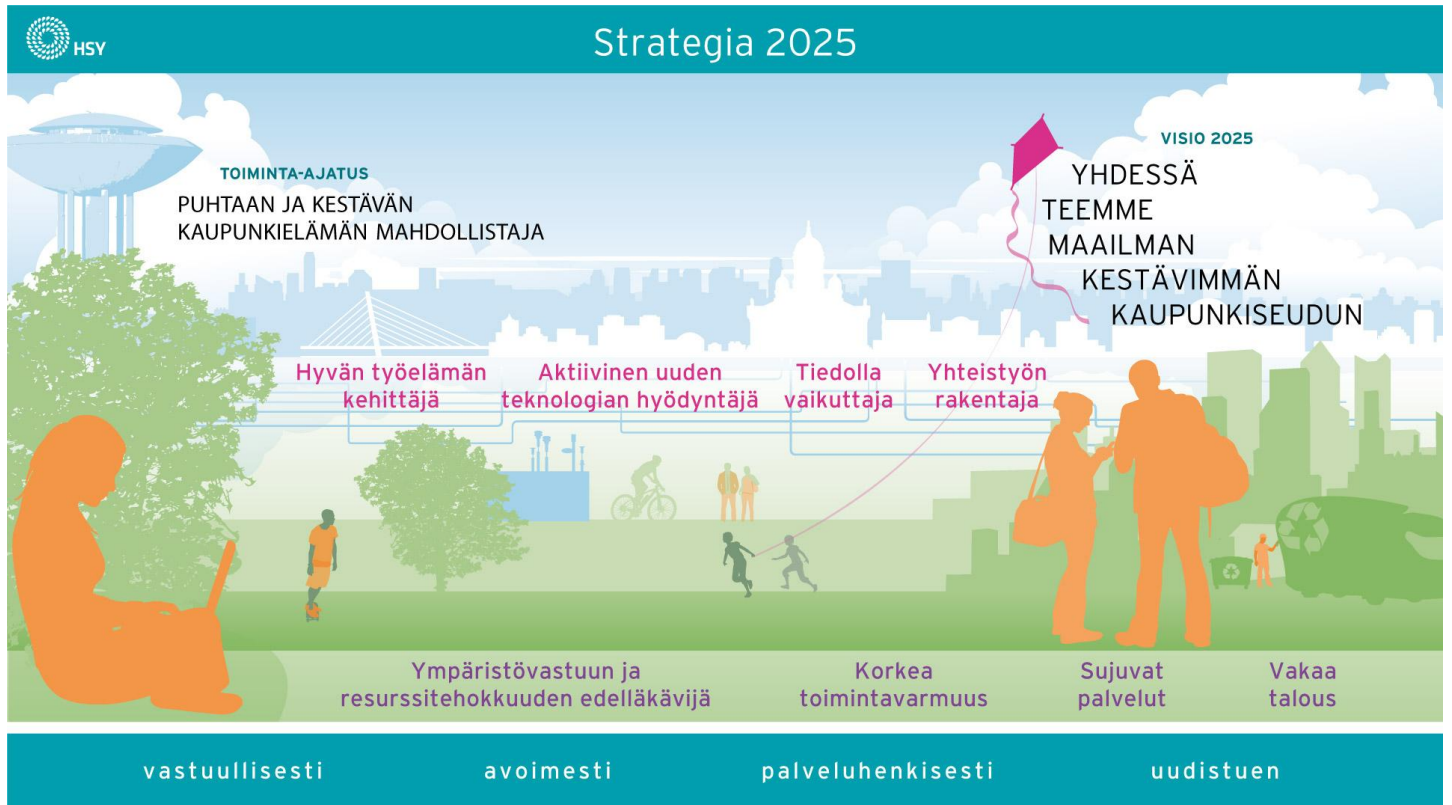 HSY
Strategia 2025
TOIMINTA-AJATUS
PUHTAAN JA KESTÄVÄN
KAUPUNKIELÄMÄN MAHDOLLISTAJA
VISIO 2025
YHDESSÄ
TEEMME
MAAILMAN
KESTÄVIMMÄN
KAUPUNKISEUDUN
Hyvän työelämän
kehittäjä
Aktiivinen uuden
teknologian hyödyntäjä
Tiedolla
vaikuttaja
Yhteistyön
rakentaja
Ympäristövastuun ja
resurssitehokkuuden edelläkävijä
Korkea
toimintavarmuus
Sujuvat
palvelut
Vakaa
talous
vastuullisesti
avoimesti
palveluhenkisesti
uudistuen